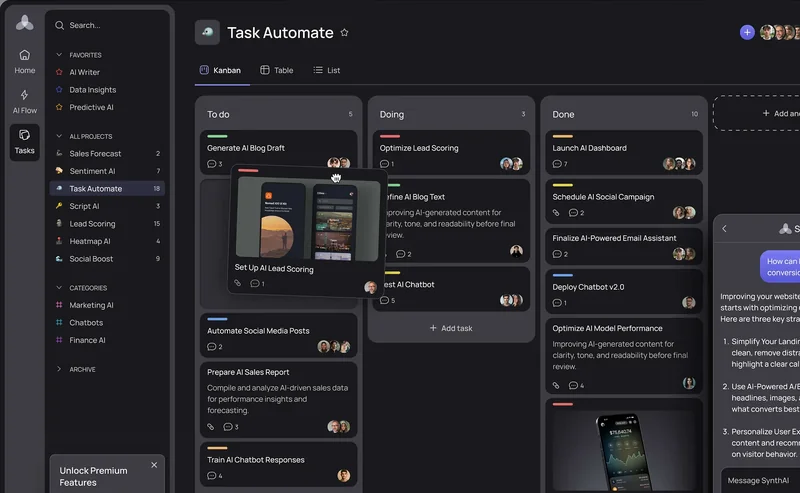 Home
AI Flow
Tasks
Search...
FAVORITES
AI Writer
Data Insights
Predictive AI
ALL PROJECTS
Sales Forecast 2
Sentiment AI 7
Task Automate 18
Script AI 3
Lead Scoring 15
Heatmap AI 4
Social Boost 9
CATEGORIES
Marketing AI
Chatbots
Finance AI
ARCHIVE
Unlock Premium
Features
Task Automate
Kanban
Table
List
To do 5
Generate AI Blog Draft
3
Set Up AI Lead Scoring
1
Automate Social Media Posts
2
Prepare AI Sales Report
Compile and analyze AI-driven sales data
for performance insights and
forecasting.
3
Train AI Chatbot Responses
4
Doing 3
Optimize Lead Scoring
1
efine AI Blog Text
mproving AI-generated content for
larity, tone, and readability before final
eview.
2
est AI Chatbot
5
Add task
Done 10
Launch AI Dashboard
7
Schedule AI Social Campaign
2
Finalize AI-Powered Email Assistant
2
Deploy Chatbot v2.0
1
Optimize AI Model Performance
Improving AI-generated content for
clarity, tone, and readability before final
review.
4
$75,840.74
Add an
S
How can
conversi
Improving your website
starts with optimizing
Here are three key stra
1. Simplify Your Landin
clean, remove distra
highlight a clear cal
2. Use AI-Powered A/B
headlines, images, a
what converts best
3. Personalize User Ex
content and recomm
on visitor behavior.
Message SynthAI